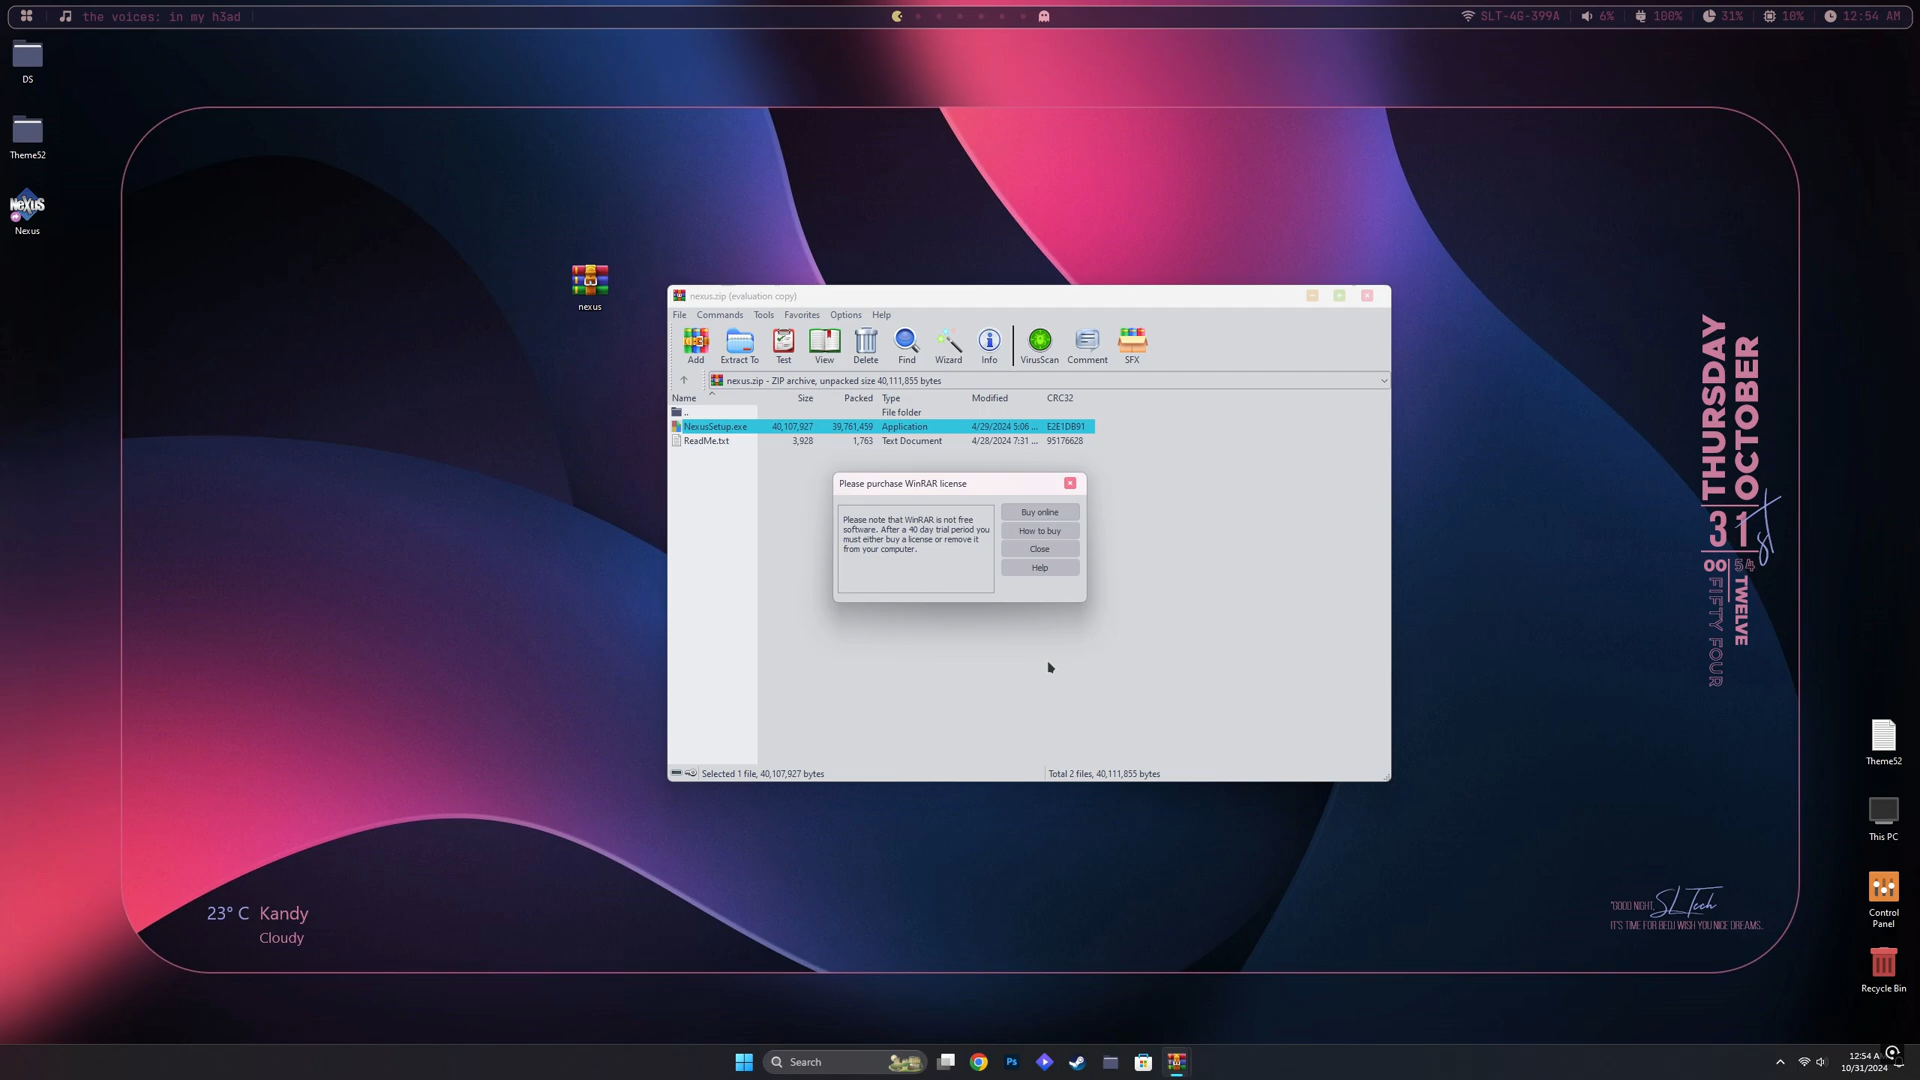 the voices: in my h3ad
SLT-4G-399A
6%
100%
31%
10%
12:54 AM
DS
Theme52
NeXuS
Nexus
nexus
nexus.zip (evaluation copy)
File Commands Tools Favorites Options Help
Add Extract To Test View Delete Find Wizard Info VirusScan Comment SFX
nexus.zip - ZIP archive, unpacked size 40,111,855 bytes
Name Size Packed Type Modified CRC32
.. File folder
NexusSetup.exe 40,107,927 39,761,459 Application 4/29/2024 5:06 ... E2E1DB91
ReadMe.txt 3,928 1,763 Text Document 4/28/2024 7:31 ... 95176628
Please purchase WinRAR license
Please note that WinRAR is not free
software. After a 40 day trial period you
must either buy a license or remove it
from your computer.
Buy online
How to buy
Close
Help
Selected 1 file, 40,107,927 bytes
Total 2 files, 40,111,855 bytes
THURSDAY
OCTOBER
31st
00 54
TWELVE
FIFTY FOUR
Theme52
This PC
Control
Panel
Recycle Bin
23° C Kandy
Cloudy
"GOOD NIGHT, SLTech
IT'S TIME FOR BED.I WISH YOU NICE DREAMS.
Search
Ps
12:54 A
10/31/2024